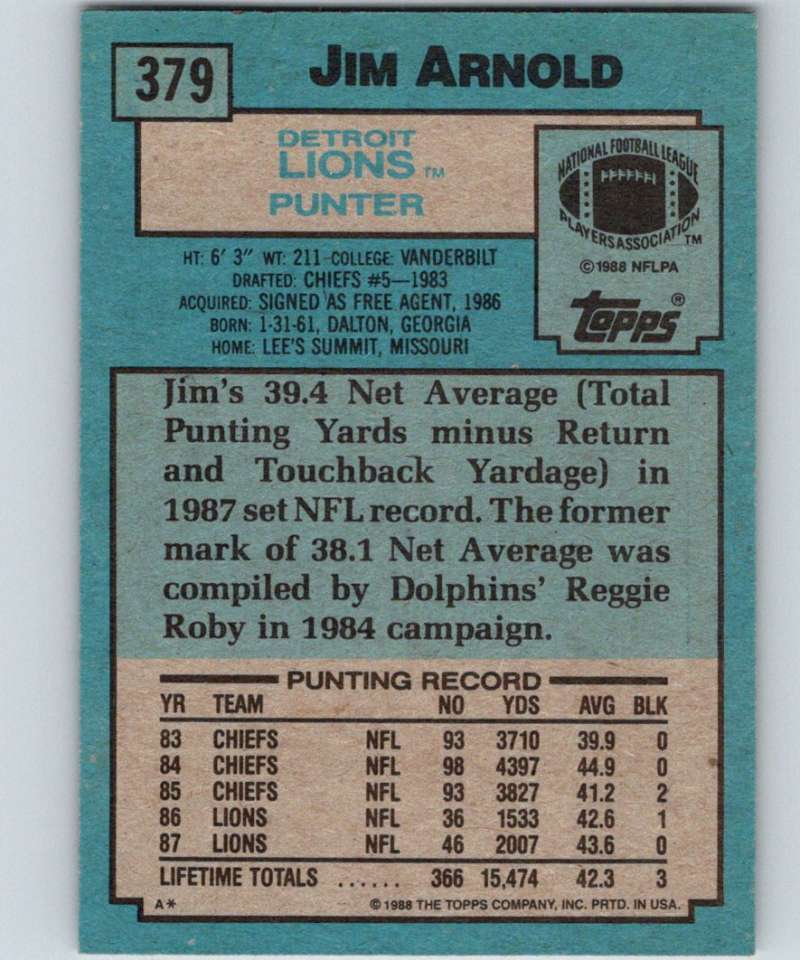 379
JIM ARNOLD
DETROIT
LIONS TM
PUNTER
NATIONAL FOOTBALL LEAGUE
PLAYERS ASSOCIATION TM
©1988 NFLPA
Topps®
HT: 6' 3" WT: 211 COLLEGE: VANDERBILT
DRAFTED: CHIEFS #5—1983
ACQUIRED: SIGNED AS FREE AGENT, 1986
BORN: 1-31-61, DALTON, GEORGIA
HOME: LEE'S SUMMIT, MISSOURI
Jim's 39.4 Net Average (Total
Punting Yards minus Return
and Touchback Yardage) in
1987 set NFL record. The former
mark of 38.1 Net Average was
compiled by Dolphins' Reggie
Roby in 1984 campaign.
PUNTING RECORD
YR TEAM NO YDS AVG BLK
83 CHIEFS NFL 93 3710 39.9 0
84 CHIEFS NFL 98 4397 44.9 0
85 CHIEFS NFL 93 3827 41.2 2
86 LIONS NFL 36 1533 42.6 1
87 LIONS NFL 46 2007 43.6 0
LIFETIME TOTALS ...... 366 15,474 42.3 3
A* ©1988 THE TOPPS COMPANY, INC. PRTD. IN USA.